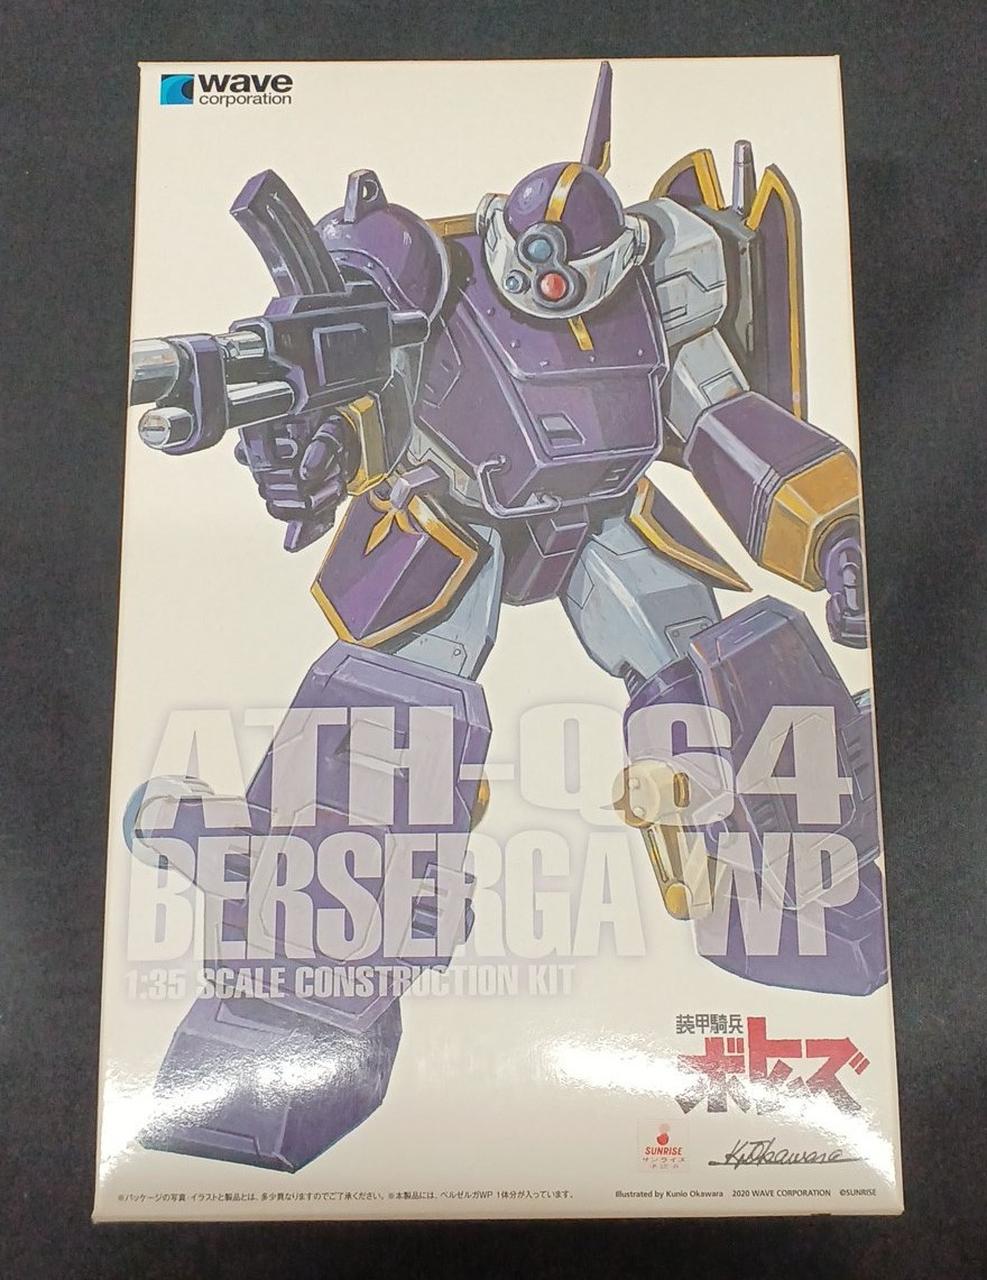 wave
corporation
ATH-Q64
BERSERGA WP
1:35 SCALE CONSTRUCTION KIT
装甲騎兵
ボトムズ
SUNRISE
サンライズ
K. Okawara
※パッケージの写真・イラストと製品とは、多少異なりますのでご了承ください。※本製品には、ベルゼルガWP 1体分が入っています。
Illustrated by Kunio Okawara 2020 WAVE CORPORATION ©SUNRISE